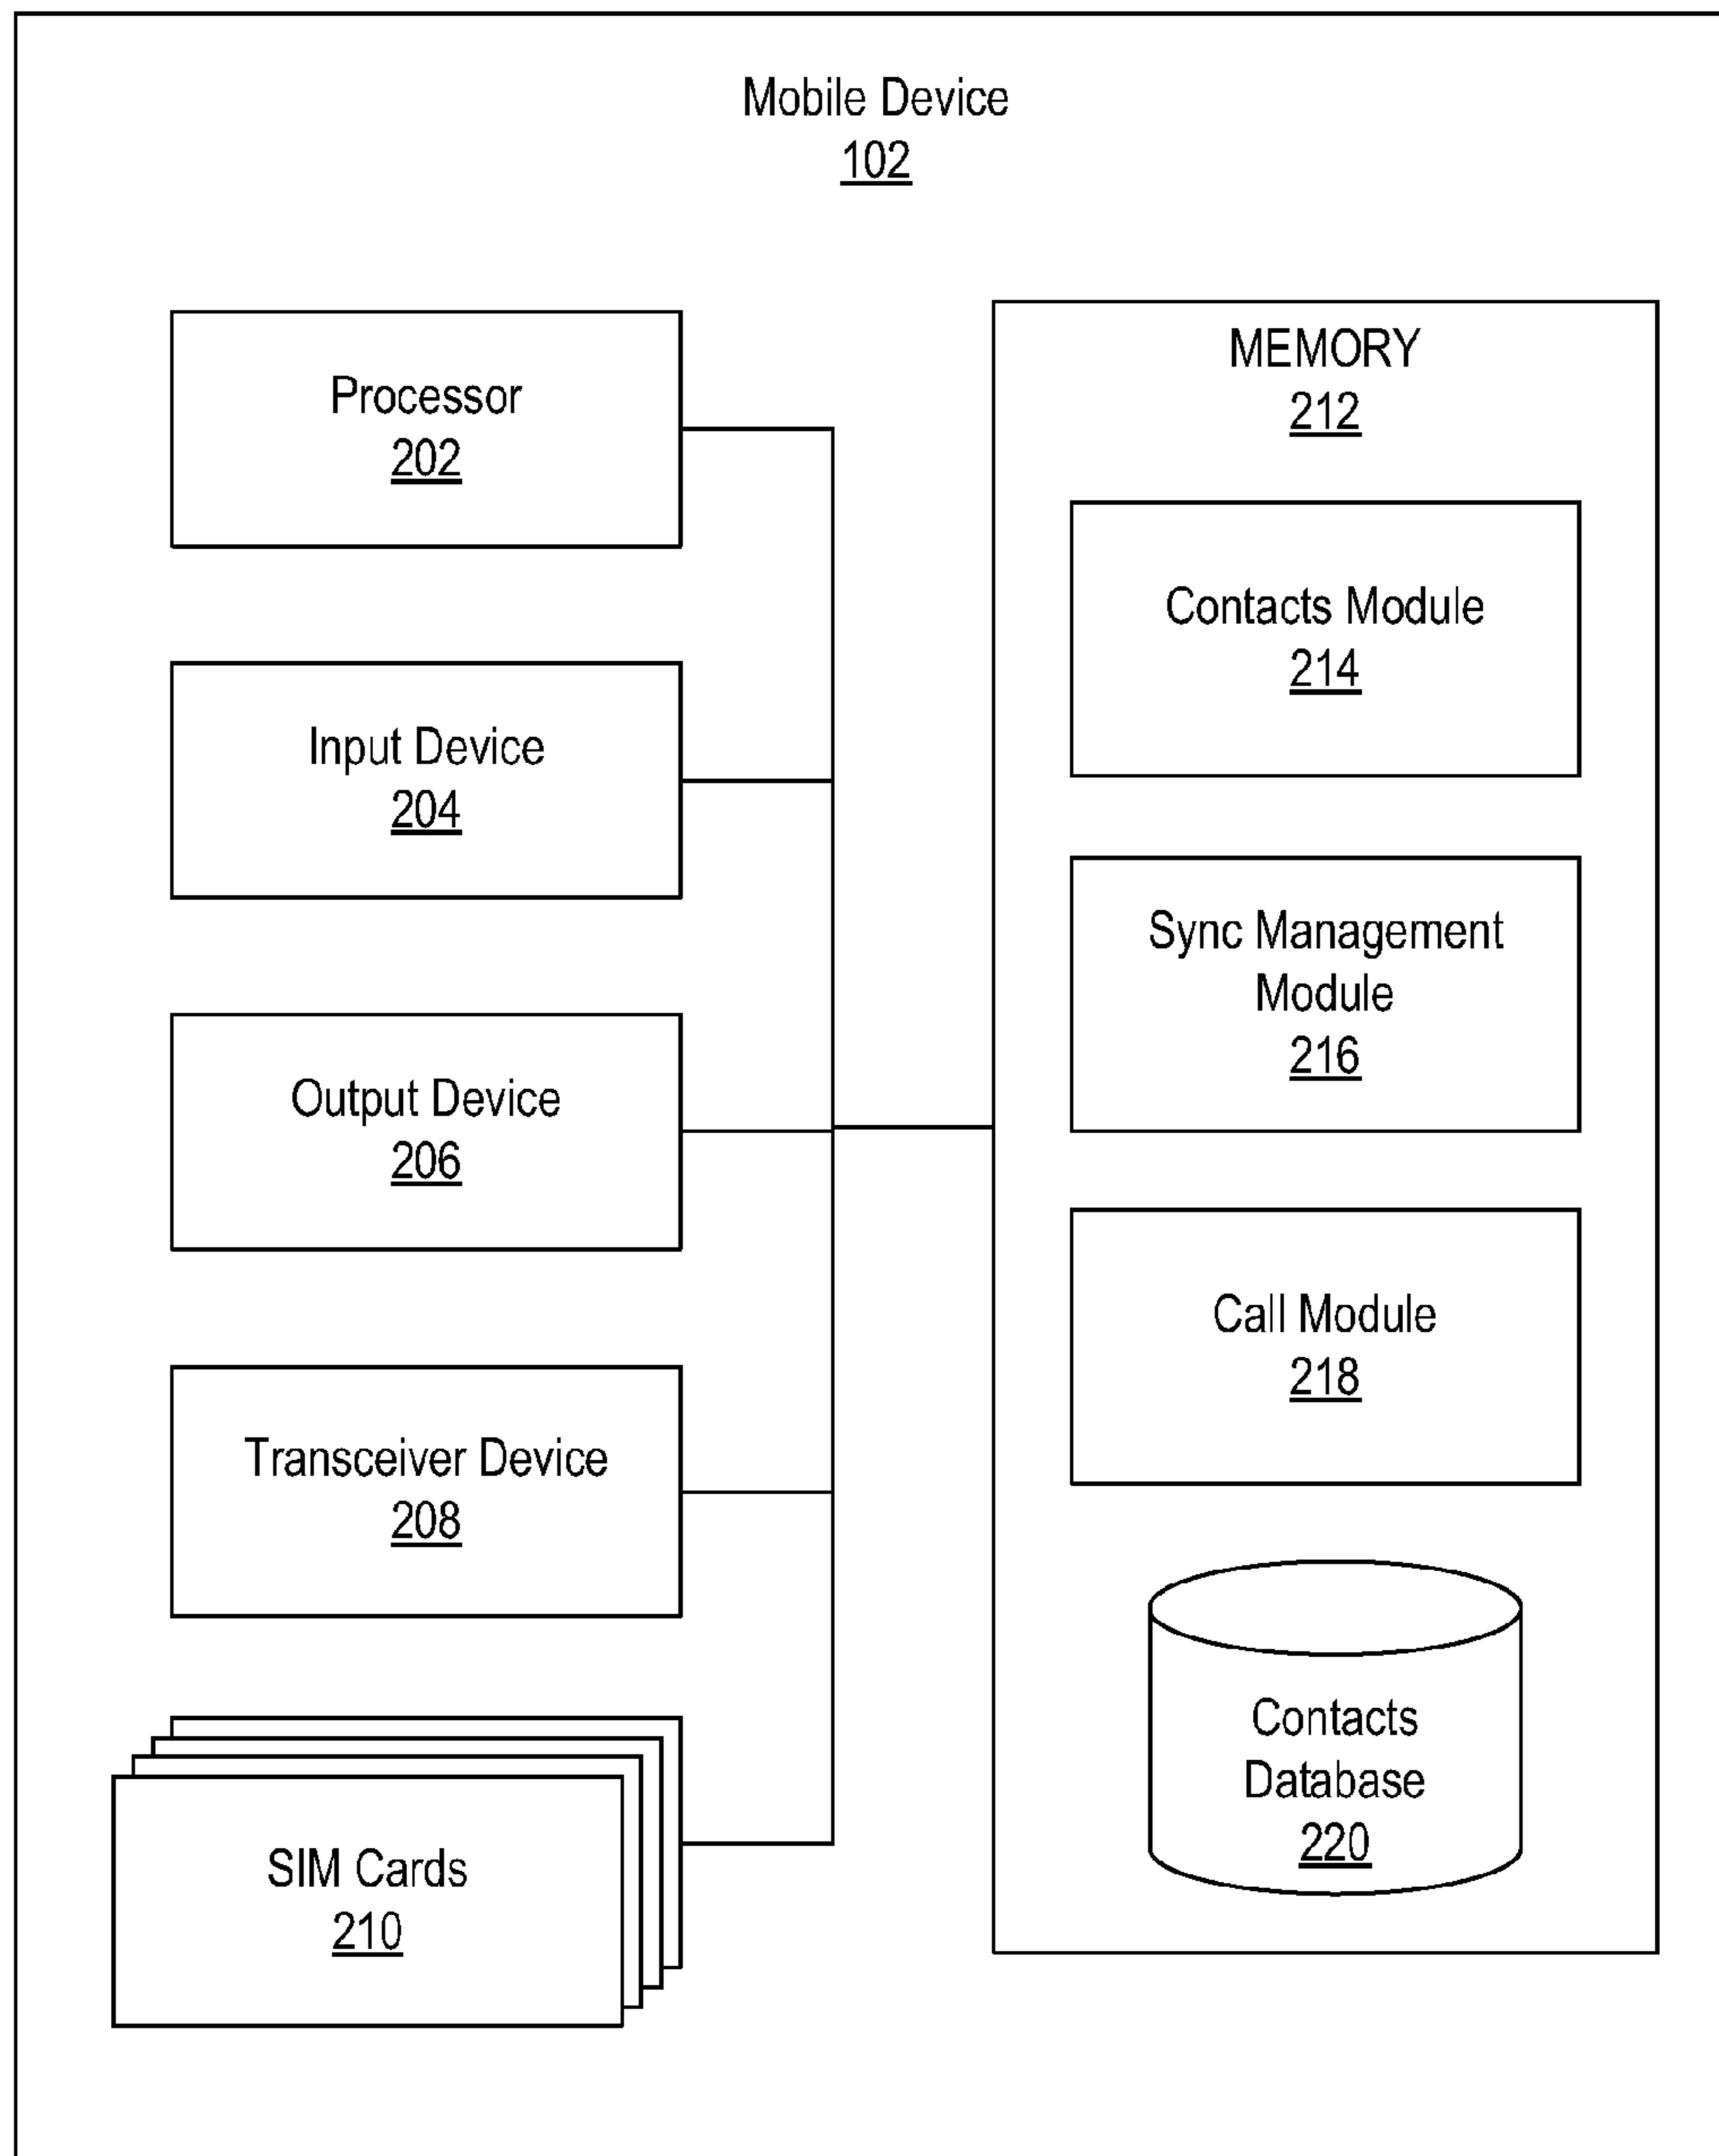 Mobile Device
102
Processor
202
Input Device
204
Output Device
206
Transceiver Device
208
SIM Cards
210
MEMORY
212
Contacts Module
214
Sync Management
Module
216
Call Module
218
Contacts
Database
220